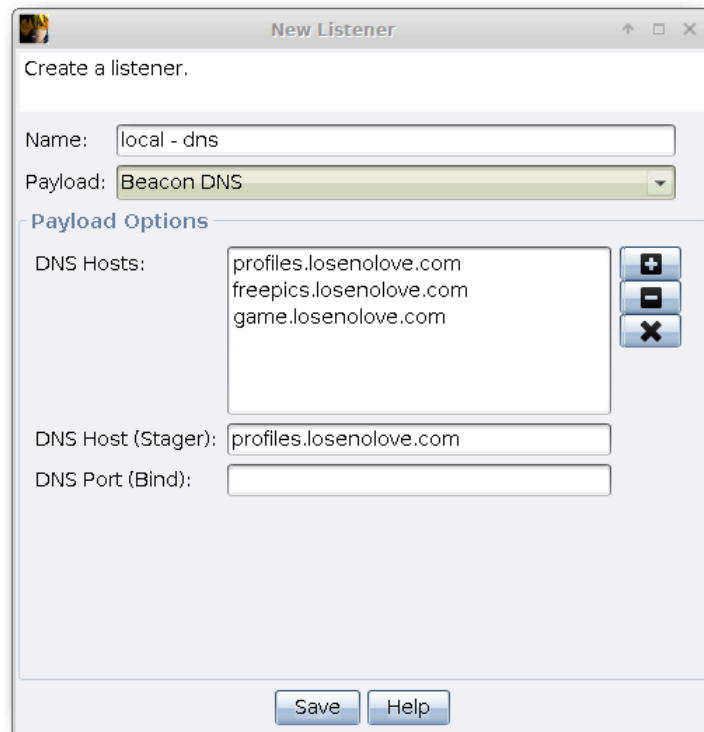 New Listener
Create a listener.
Name: local - dns
Payload: Beacon DNS
Payload Options
DNS Hosts: profiles.losenolove.com
freepics.losenolove.com
game.losenolove.com
DNS Host (Stager): profiles.losenolove.com
DNS Port (Bind):
Save Help